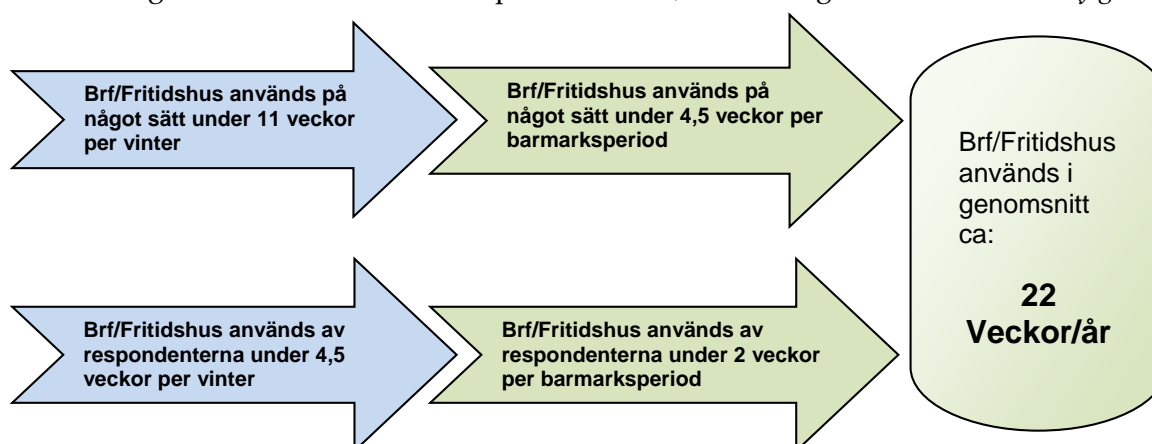 Brf/Fritidshus används på
något sätt under 11 veckor
per vinter
Brf/Fritidshus används på
något sätt under 4,5 veckor per
barmarksperiod
Brf/Fritidshus används av
respondenterna under 4,5
veckor per vinter
Brf/Fritidshus används av
respondenterna under 2 veckor
per barmarksperiod
Brf/Fritidshus
används i
genomsnitt
ca:
22
Veckor/år